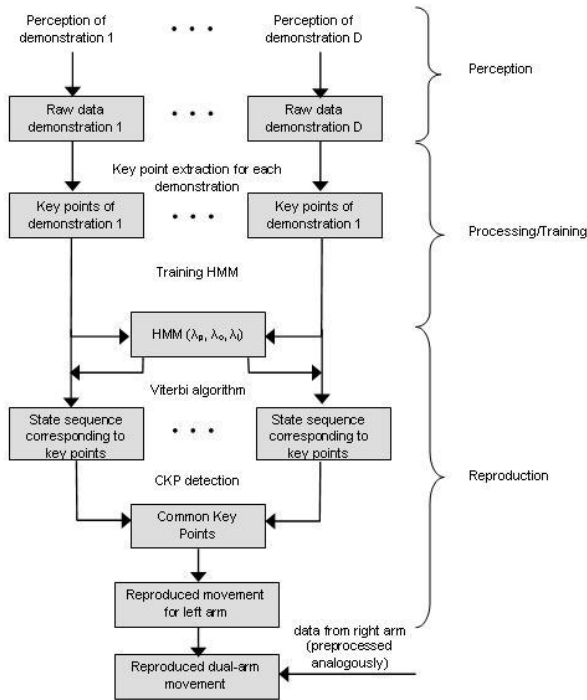 Perception of
demonstration 1
• • •
Perception of
demonstration D
Perception
Raw data
demonstration 1
• • •
Raw data
demonstration D
Key point extraction for each
demonstration
Key points of
demonstration 1
• • •
Key points of
demonstration 1
Processing/Training
Training HMM
HMM (λp, λo, λi)
Viterbi algorithm
State sequence
corresponding to
key points
• • •
State sequence
corresponding to
key points
CKP detection
Reproduction
Common Key
Points
Reproduced movement
for left arm
data from right arm
(preprocessed
analogously)
Reproduced dual-arm
movement